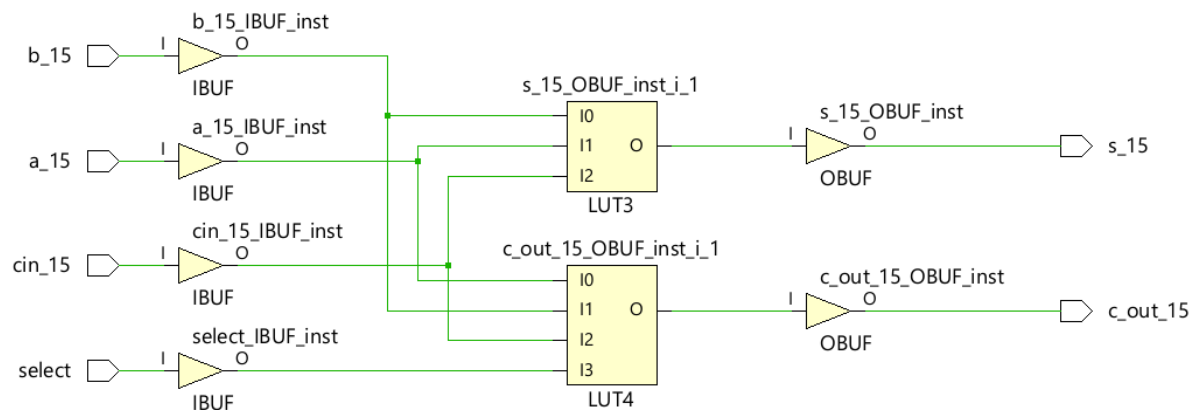 b_15_IBUF_inst
b_15 I O
IBUF
a_15_IBUF_inst
a_15 I O
IBUF
cin_15_IBUF_inst
cin_15 I O
IBUF
select_IBUF_inst
select I O
IBUF
s_15_OBUF_inst_i_1
I0
I1 O
I2
LUT3
c_out_15_OBUF_inst_i_1
I0
I1 O
I2
I3
LUT4
s_15_OBUF_inst
I O s_15
OBUF
c_out_15_OBUF_inst
I O c_out_15
OBUF